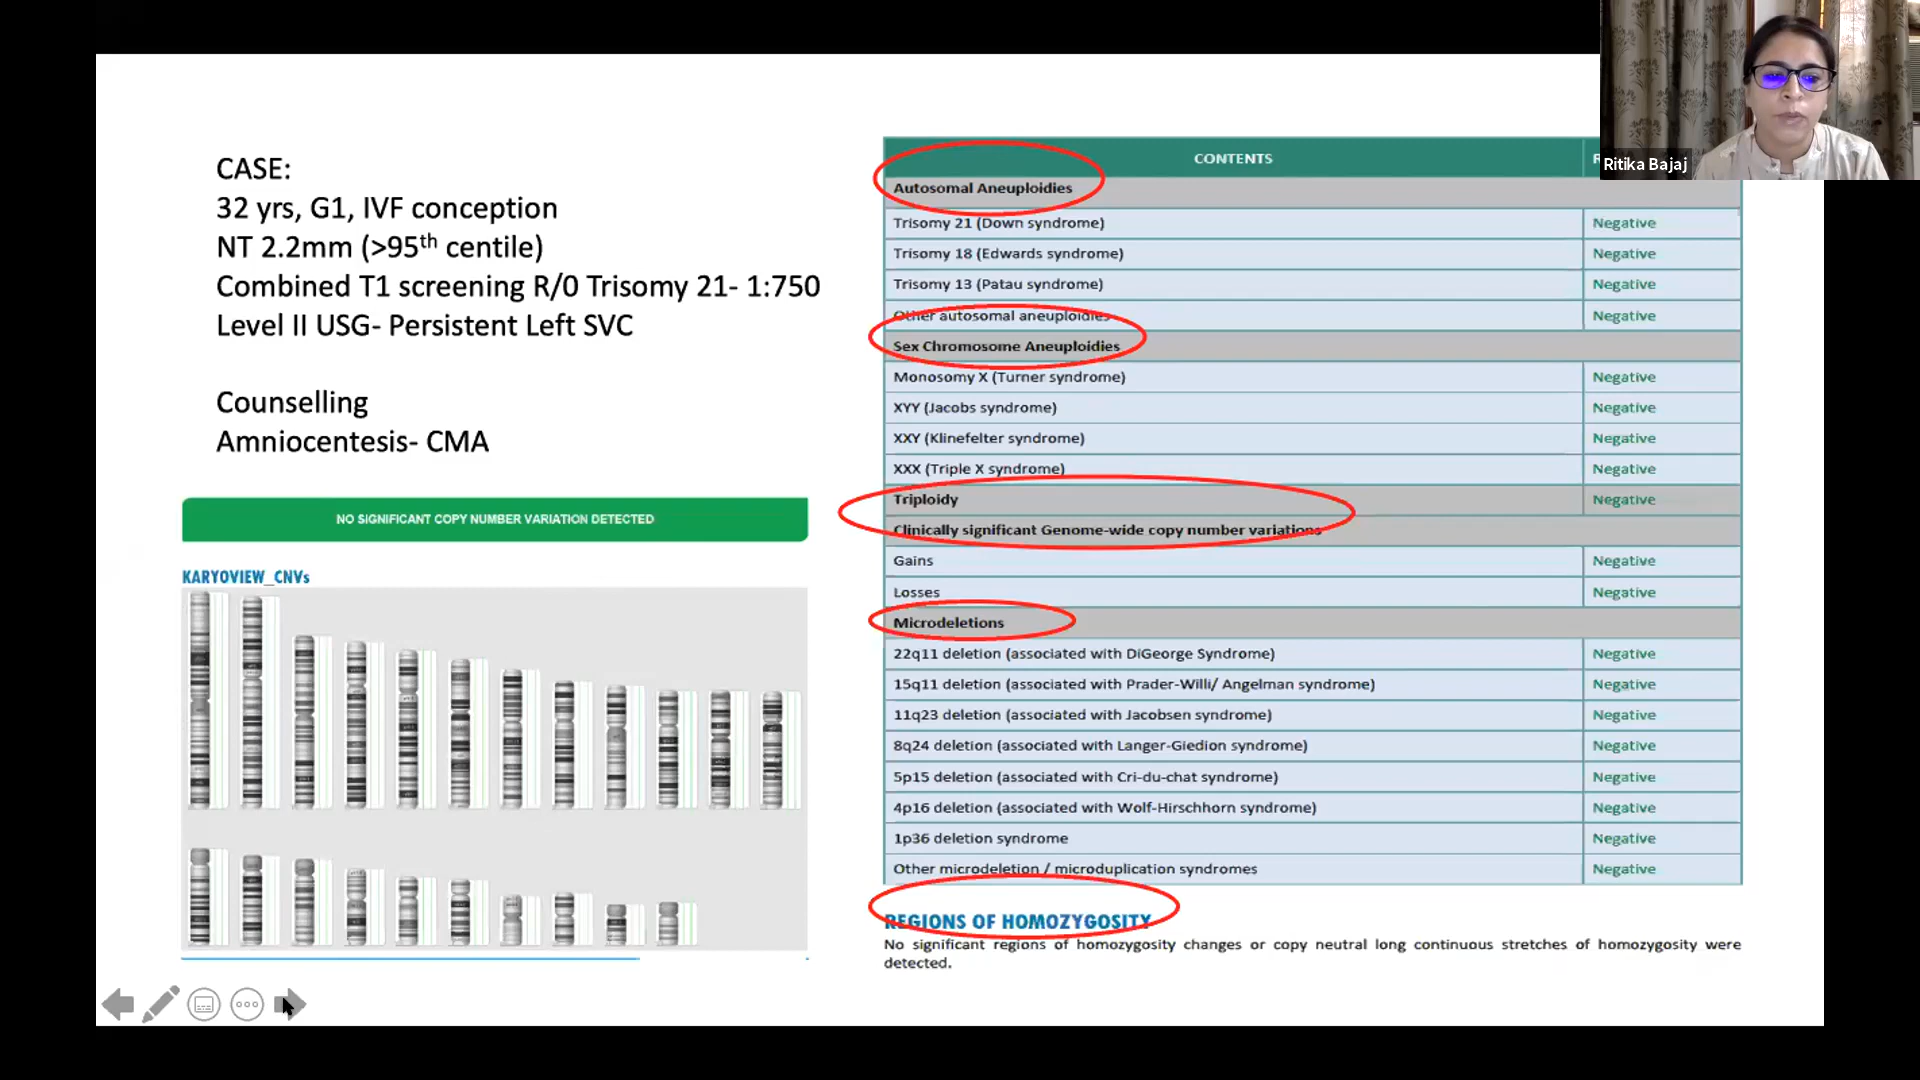 CASE:
32 yrs, G1, IVF conception
NT 2.2mm (>95th centile)
Combined T1 screening R/0 Trisomy 21- 1:750
Level II USG- Persistent Left SVC
Counselling
Amniocentesis- CMA
NO SIGNIFICANT COPY NUMBER VARIATION DETECTED
KARYOVIEW_CNVs
CONTENTS
Autosomal Aneuploidies
Trisomy 21 (Down syndrome) Negative
Trisomy 18 (Edwards syndrome) Negative
Trisomy 13 (Patau syndrome) Negative
Other autosomal aneuploidies Negative
Sex Chromosome Aneuploidies
Monosomy X (Turner syndrome) Negative
XYY (Jacobs syndrome) Negative
XXY (Klinefelter syndrome) Negative
XXX (Triple X syndrome) Negative
Triploidy Negative
Clinically significant Genome-wide copy number variations
Gains Negative
Losses Negative
Microdeletions
22q11 deletion (associated with DiGeorge Syndrome) Negative
15q11 deletion (associated with Prader-Willi/ Angelman syndrome) Negative
11q23 deletion (associated with Jacobsen syndrome) Negative
8q24 deletion (associated with Langer-Giedion syndrome) Negative
5p15 deletion (associated with Cri-du-chat syndrome) Negative
4p16 deletion (associated with Wolf-Hirschhorn syndrome) Negative
1p36 deletion syndrome Negative
Other microdeletion / microduplication syndromes Negative
REGIONS OF HOMOZYGOSITY
No significant regions of homozygosity changes or copy neutral long continuous stretches of homozygosity were
detected.
Ritika Bajaj